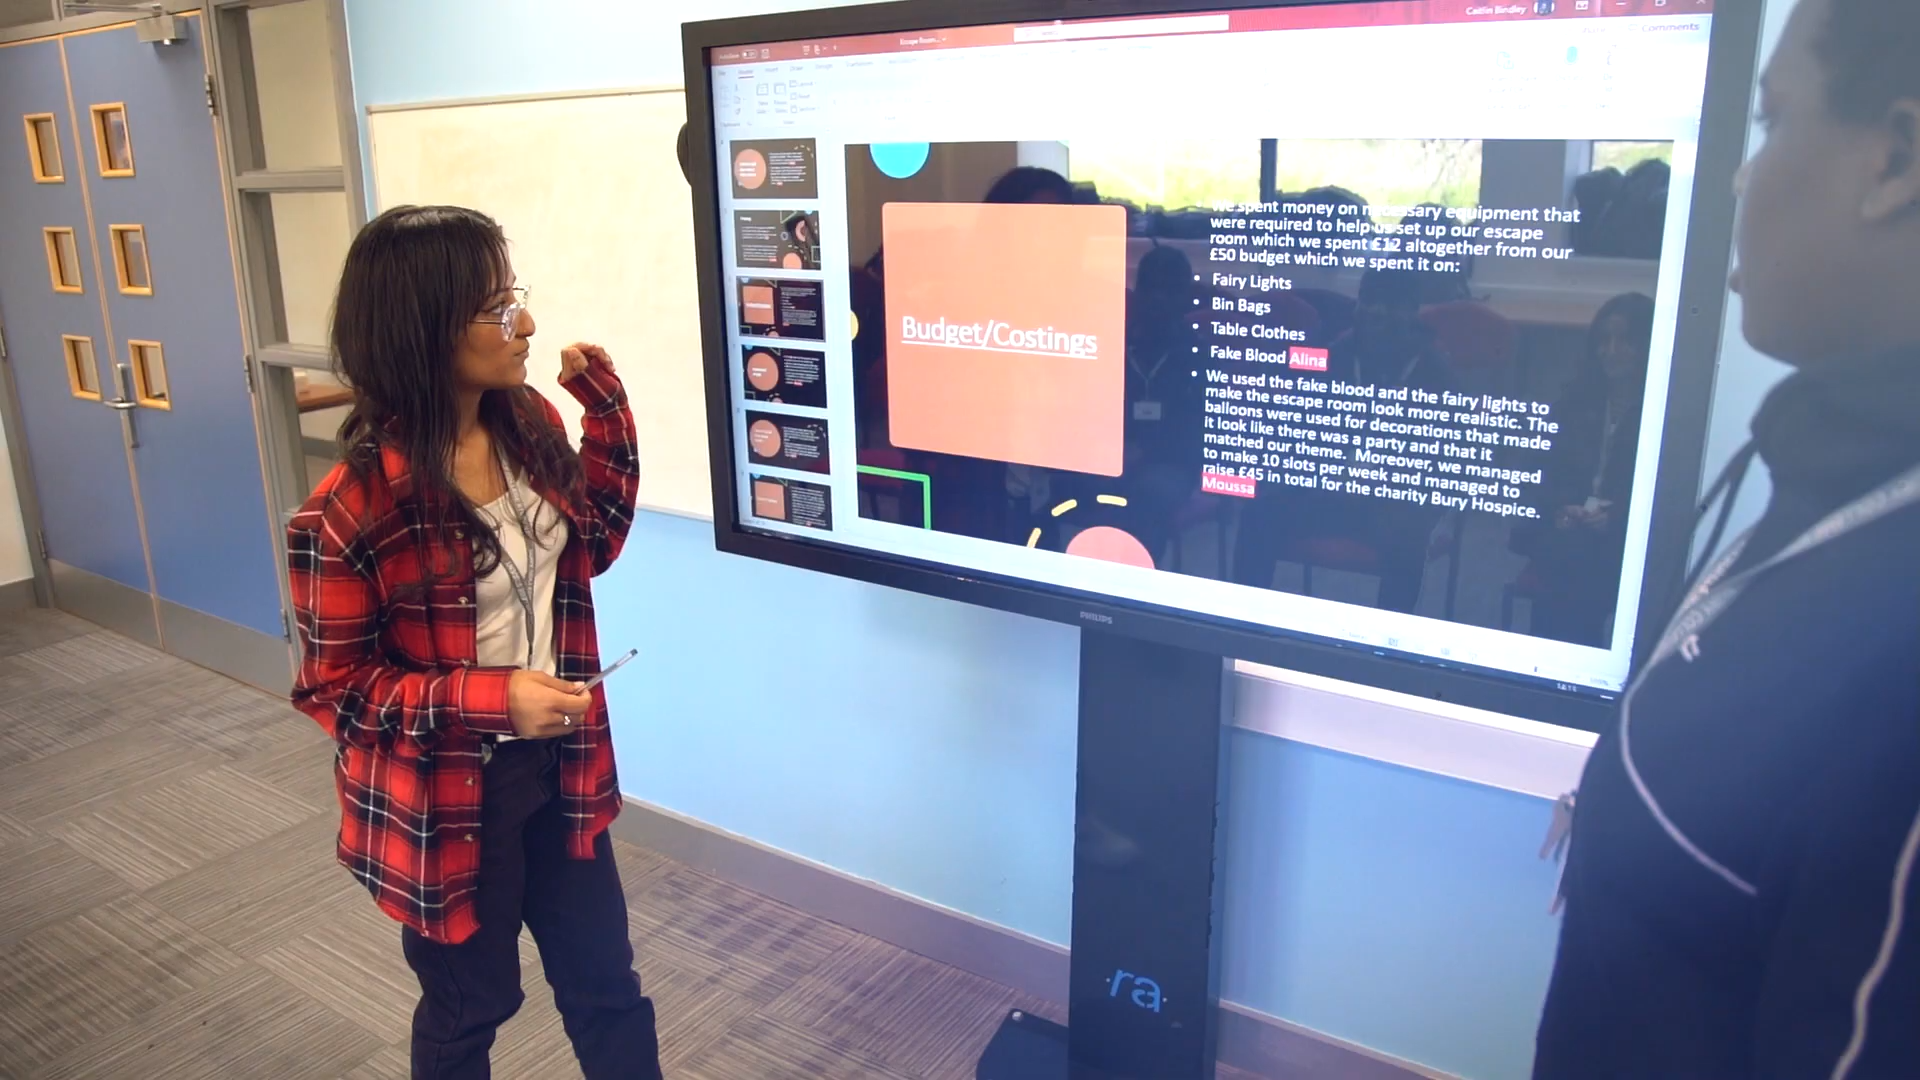 Caitlin Bindley
Escape Room...
Comments
Budget/Costings
• We spent money on necessary equipment that
were required to help us set up our escape
room which we spent £12 altogether from our
£50 budget which we spent it on:
• Fairy Lights
• Bin Bags
• Table Clothes
• Fake Blood Alina
• We used the fake blood and the fairy lights to
make the escape room look more realistic. The
balloons were used for decorations that made
it look like there was a party and that it
matched our theme. Moreover, we managed
to make 10 slots per week and managed to
raise £45 in total for the charity Bury Hospice.
Moussa
PHILIPS
ra